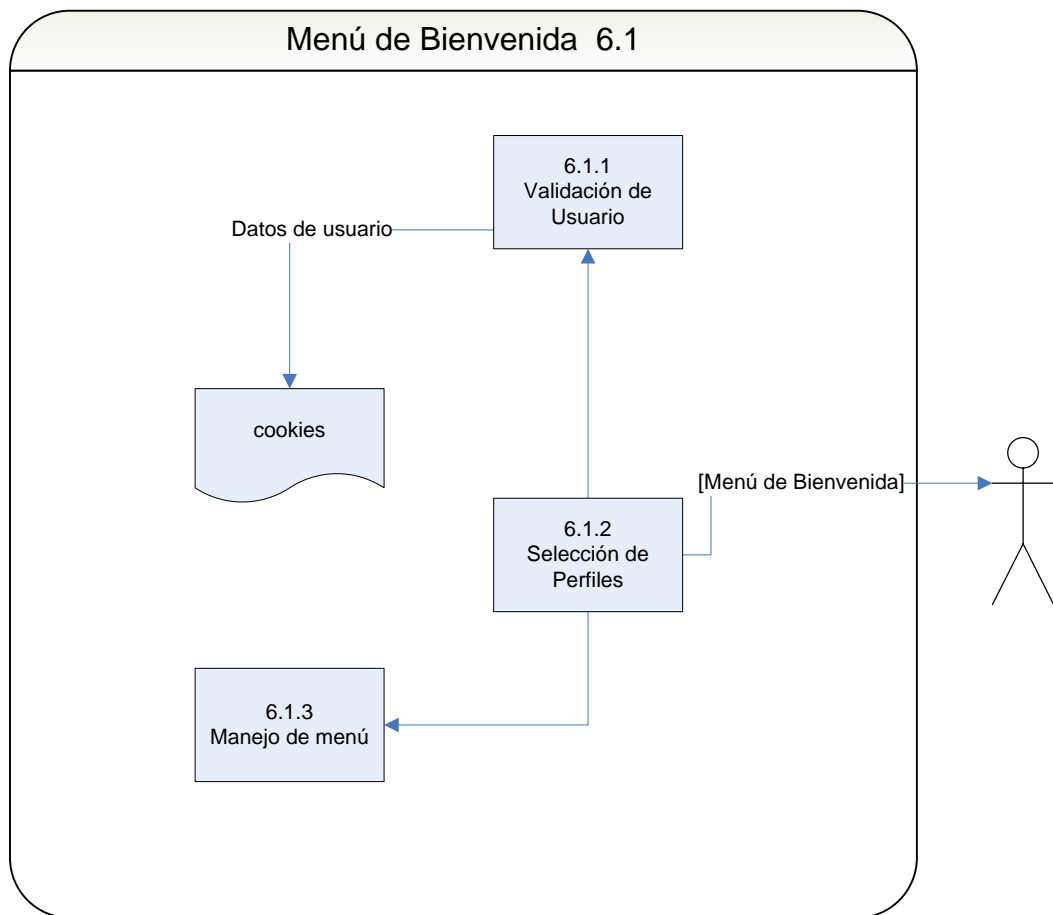 Menú de Bienvenida 6.1
6.1.1
Validación de
Usuario
Datos de usuario
cookies
[Menú de Bienvenida]
6.1.2
Selección de
Perfiles
6.1.3
Manejo de menú